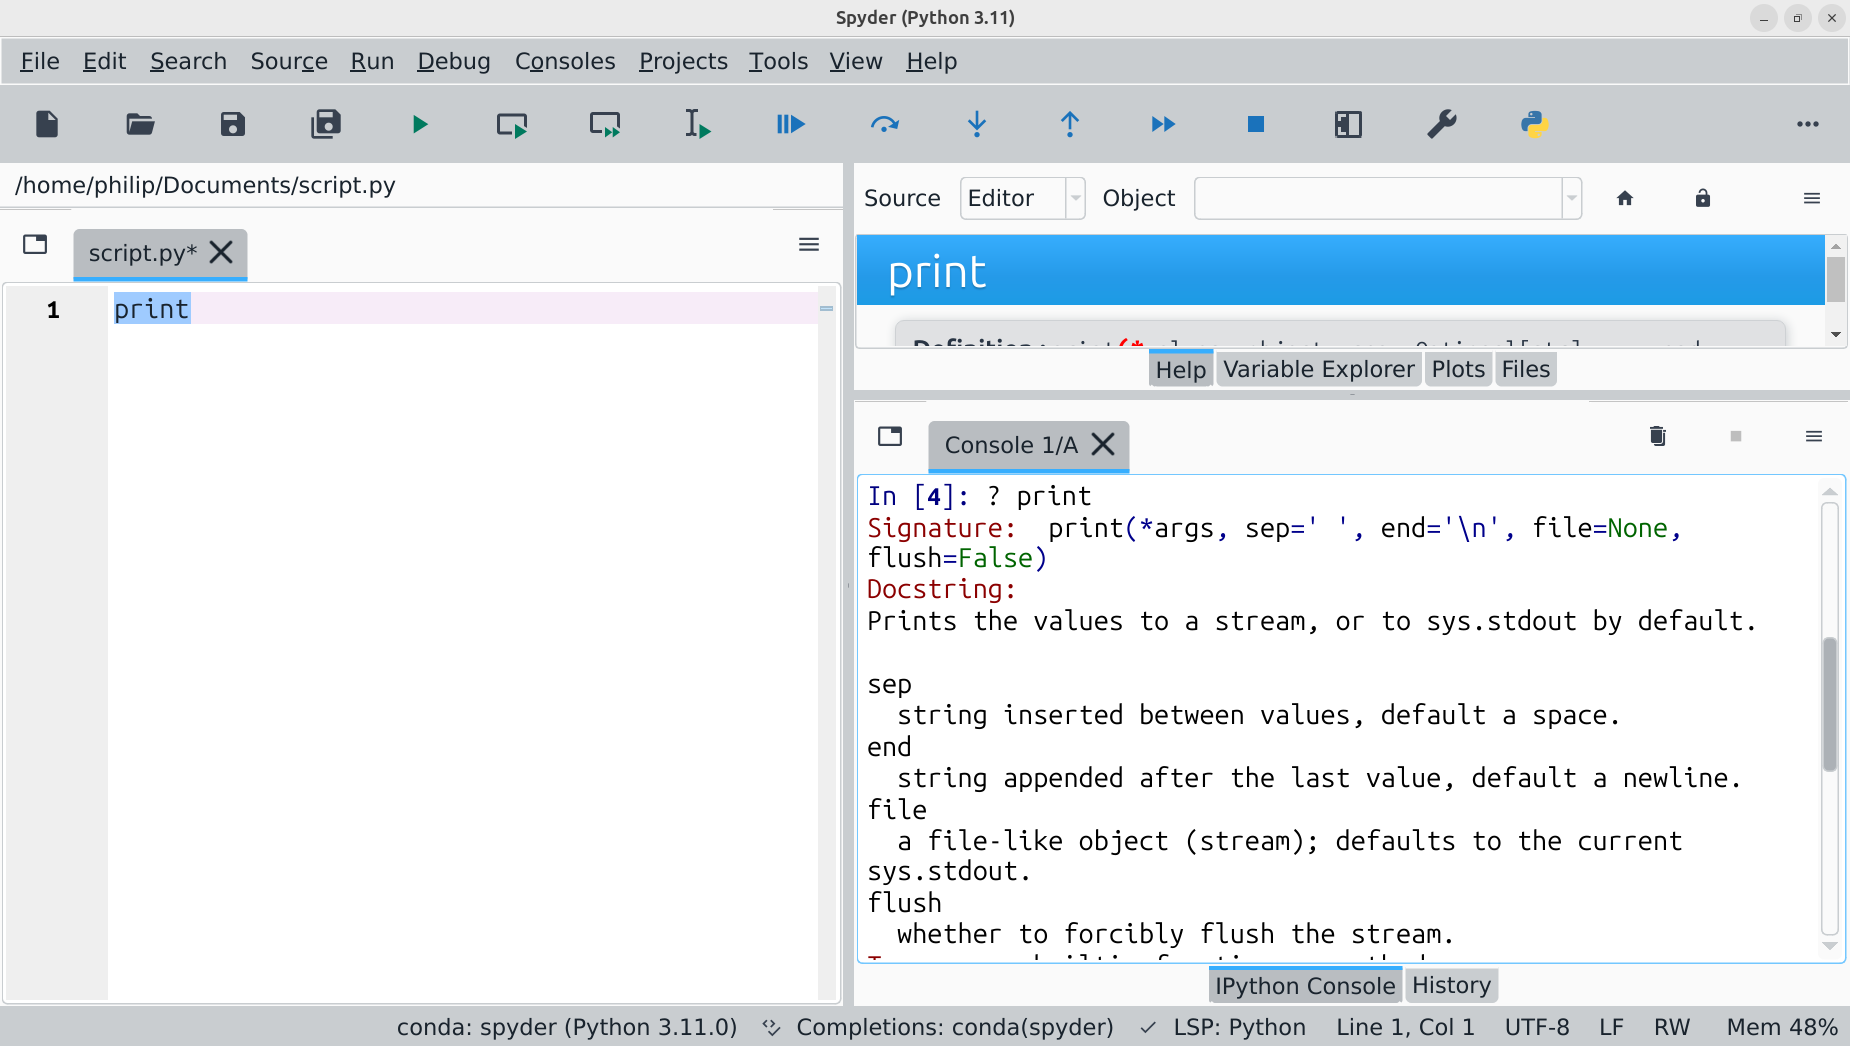 Spyder (Python 3.11)
File Edit Search Source Run Debug Consoles Projects Tools View Help
/home/philip/Documents/script.py
script.py*
1 print
Source Editor Object
print
Definition :
Help Variable Explorer Plots Files
Console 1/A
In [4]: ? print
Signature:  print(*args, sep=' ', end='\n', file=None,
flush=False)
Docstring:
Prints the values to a stream, or to sys.stdout by default.
sep
  string inserted between values, default a space.
end
  string appended after the last value, default a newline.
file
  a file-like object (stream); defaults to the current
sys.stdout.
flush
  whether to forcibly flush the stream.
IPython Console History
conda: spyder (Python 3.11.0) Completions: conda(spyder) ✓ LSP: Python Line 1, Col 1 UTF-8 LF RW Mem 48%